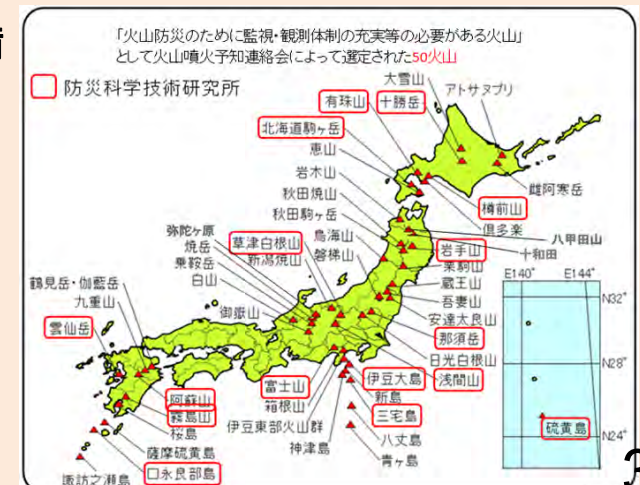 「火山防災のために監視・観測体制の充実等の必要がある火山」
として火山噴火予知連絡会によって選定された50火山
防災科学技術研究所
大雪山
アトサヌプリ
有珠山
十勝岳
北海道駒ヶ岳
恵山
岩木山
雌阿寒岳
秋田焼山
樽前山
倶多楽
秋田駒ヶ岳
八甲田山
弥陀ヶ原
鳥海山
岩手山
十和田
焼岳
草津白根山
磐梯山
栗駒山
乗鞍岳
新潟焼山
E140°
E144°
白山
蔵王山
鶴見岳・伽藍岳
吾妻山
N32°
九重山
御嶽山
安達太良山
雲仙岳
那須岳
日光白根山
N28°
富士山
伊豆大島
浅間山
阿蘇山
箱根山
新島
霧島山
伊豆東部火山群
三宅島
硫黄島
桜島
神津島
八丈島
N24°
薩摩硫黄島
青ヶ島
口永良部島
諏訪之瀬島